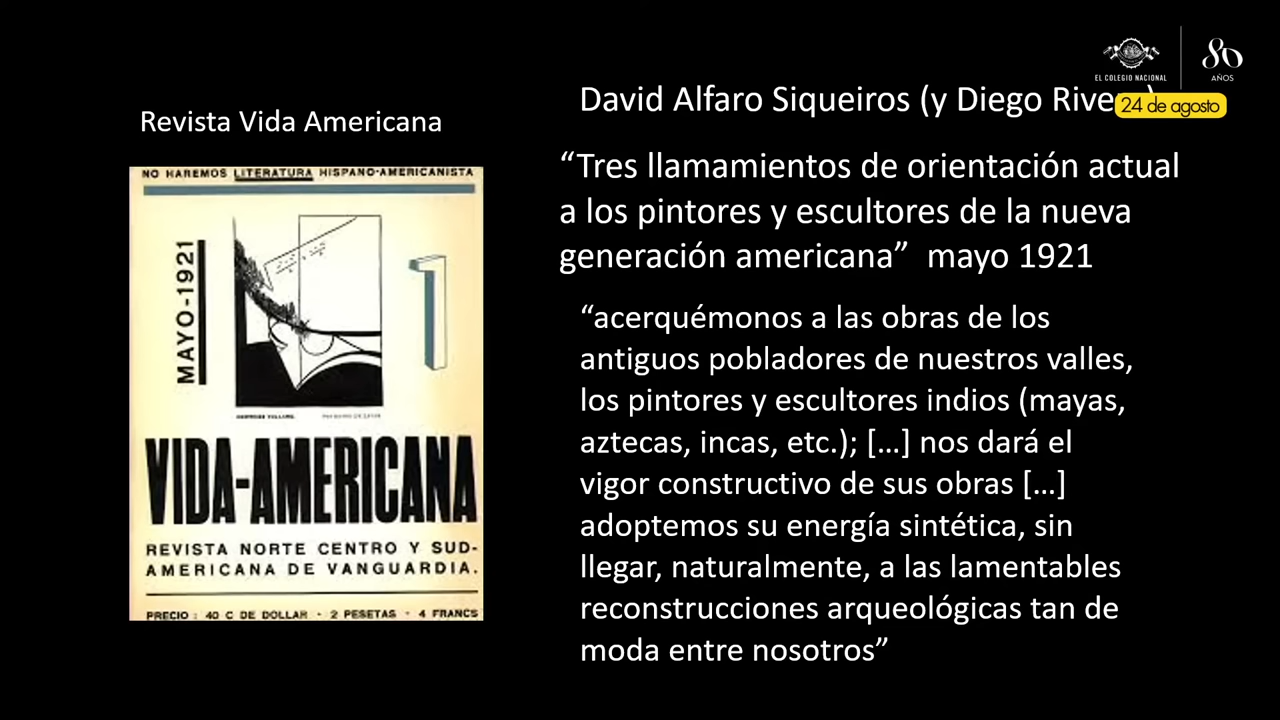 EL COLEGIO NACIONAL
80
AÑOS
24 de agosto
Revista Vida Americana
David Alfaro Siqueiros (y Diego
“Tres llamamientos de orientación actual
a los pintores y escultores de la nueva
generación americana” mayo 1921
“acerquémonos a las obras de los
antiguos pobladores de nuestros valles,
los pintores y escultores indios (mayas,
aztecas, incas, etc.); […] nos dará el
vigor constructivo de sus obras […]
adoptemos su energía sintética, sin
llegar, naturalmente, a las lamentables
reconstrucciones arqueológicas tan de
moda entre nosotros”
NO HAREMOS LITERATURA HISPANO-AMERICANISTA
MAYO-1921
1
VIDA-AMERICANA
REVISTA NORTE CENTRO Y SUD-
AMERICANA DE VANGUARDIA.
PRECIO : 40 C DE DOLLAR - 2 PESETAS - 4 FRANCS